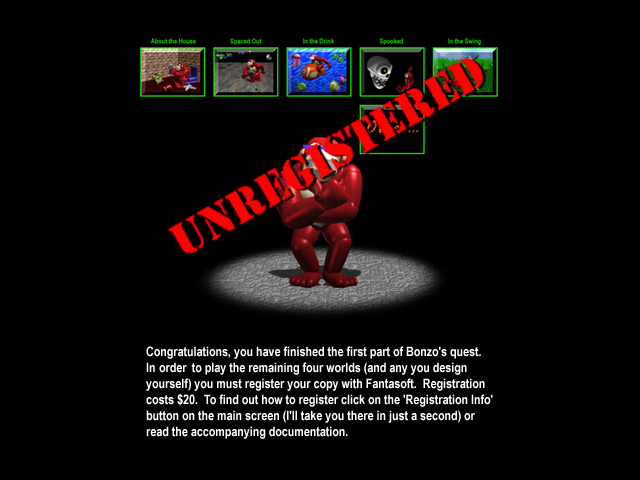 About the House
Spaced Out
In the Drink
Spooked
In the Swing
UNREGISTERED
Congratulations, you have finished the first part of Bonzo's quest.
In order to play the remaining four worlds (and any you design
yourself) you must register your copy with Fantasoft. Registration
costs $20. To find out how to register click on the 'Registration Info'
button on the main screen (I'll take you there in just a second) or
read the accompanying documentation.